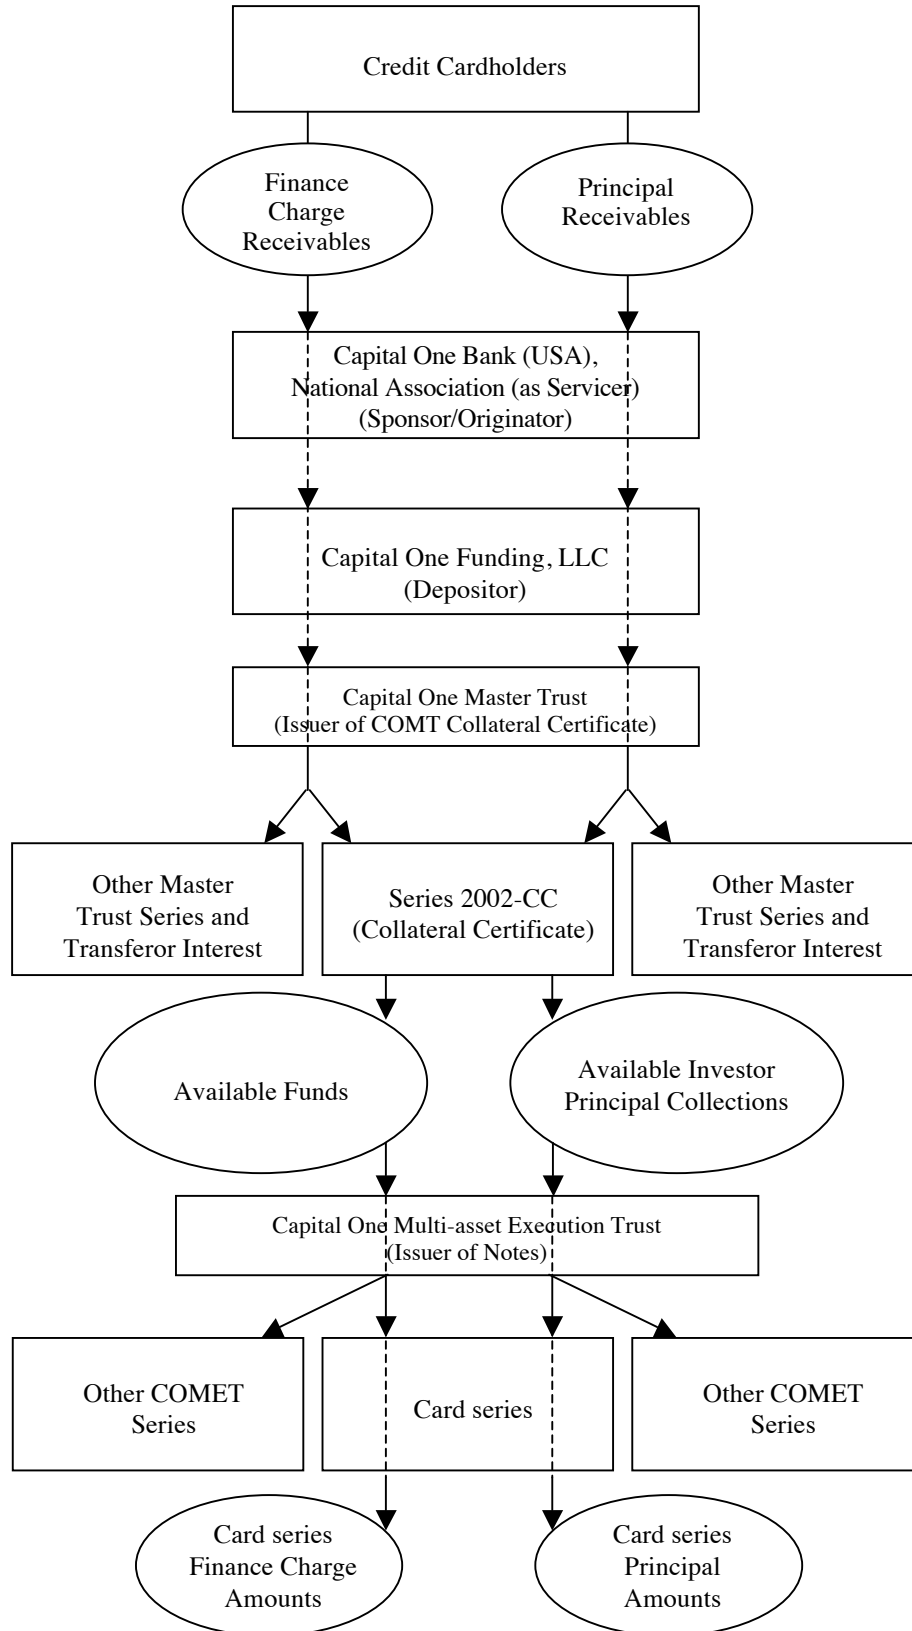 Credit Cardholders
Finance
Charge
Receivables
Principal
Receivables
Capital One Bank (USA),
National Association (as Servicer)
(Sponsor/Originator)
Capital One Funding, LLC
(Depositor)
Capital One Master Trust
(Issuer of COMT Collateral Certificate)
Other Master
Trust Series and
Transferor Interest
Series 2002-CC
(Collateral Certificate)
Other Master
Trust Series and
Transferor Interest
Available Funds
Available Investor
Principal Collections
Capital One Multi-asset Execution Trust
(Issuer of Notes)
Other COMET
Series
Card series
Other COMET
Series
Card series
Finance Charge
Amounts
Card series
Principal
Amounts